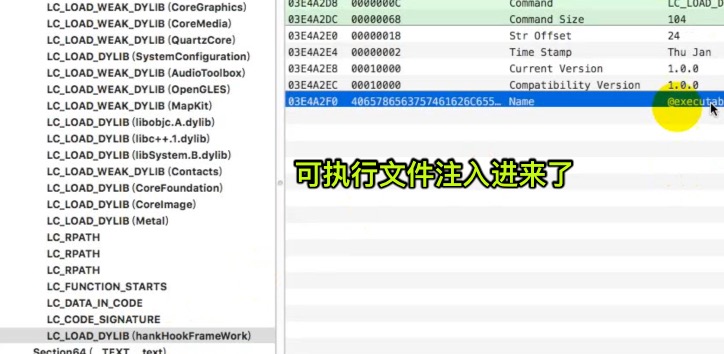 LC_LOAD_WEAK_DYLIB (CoreGraphics)
LC_LOAD_WEAK_DYLIB (CoreMedia)
LC_LOAD_WEAK_DYLIB (QuartzCore)
LC_LOAD_DYLIB (SystemConfiguration)
LC_LOAD_WEAK_DYLIB (AudioToolbox)
LC_LOAD_WEAK_DYLIB (OpenGLES)
LC_LOAD_WEAK_DYLIB (MapKit)
LC_LOAD_DYLIB (libobjc.A.dylib)
LC_LOAD_DYLIB (libc++.1.dylib)
LC_LOAD_DYLIB (libSystem.B.dylib)
LC_LOAD_WEAK_DYLIB (Contacts)
LC_LOAD_DYLIB (CoreFoundation)
LC_LOAD_DYLIB (CoreImage)
LC_LOAD_DYLIB (Metal)
LC_RPATH
LC_RPATH
LC_RPATH
LC_FUNCTION_STARTS
LC_DATA_IN_CODE
LC_CODE_SIGNATURE
LC_LOAD_DYLIB (hankHookFrameWork)
Section64 (__TEXT,__text)
03E4A2D8 0000000C Command LC_LOAD_D
03E4A2DC 00000068 Command Size 104
03E4A2E0 00000018 Str Offset 24
03E4A2E4 00000002 Time Stamp Thu Jan
03E4A2E8 00010000 Current Version 1.0.0
03E4A2EC 00010000 Compatibility Version 1.0.0
03E4A2F0 4065786563757461626C655... Name @executab
可执行文件注入进来了